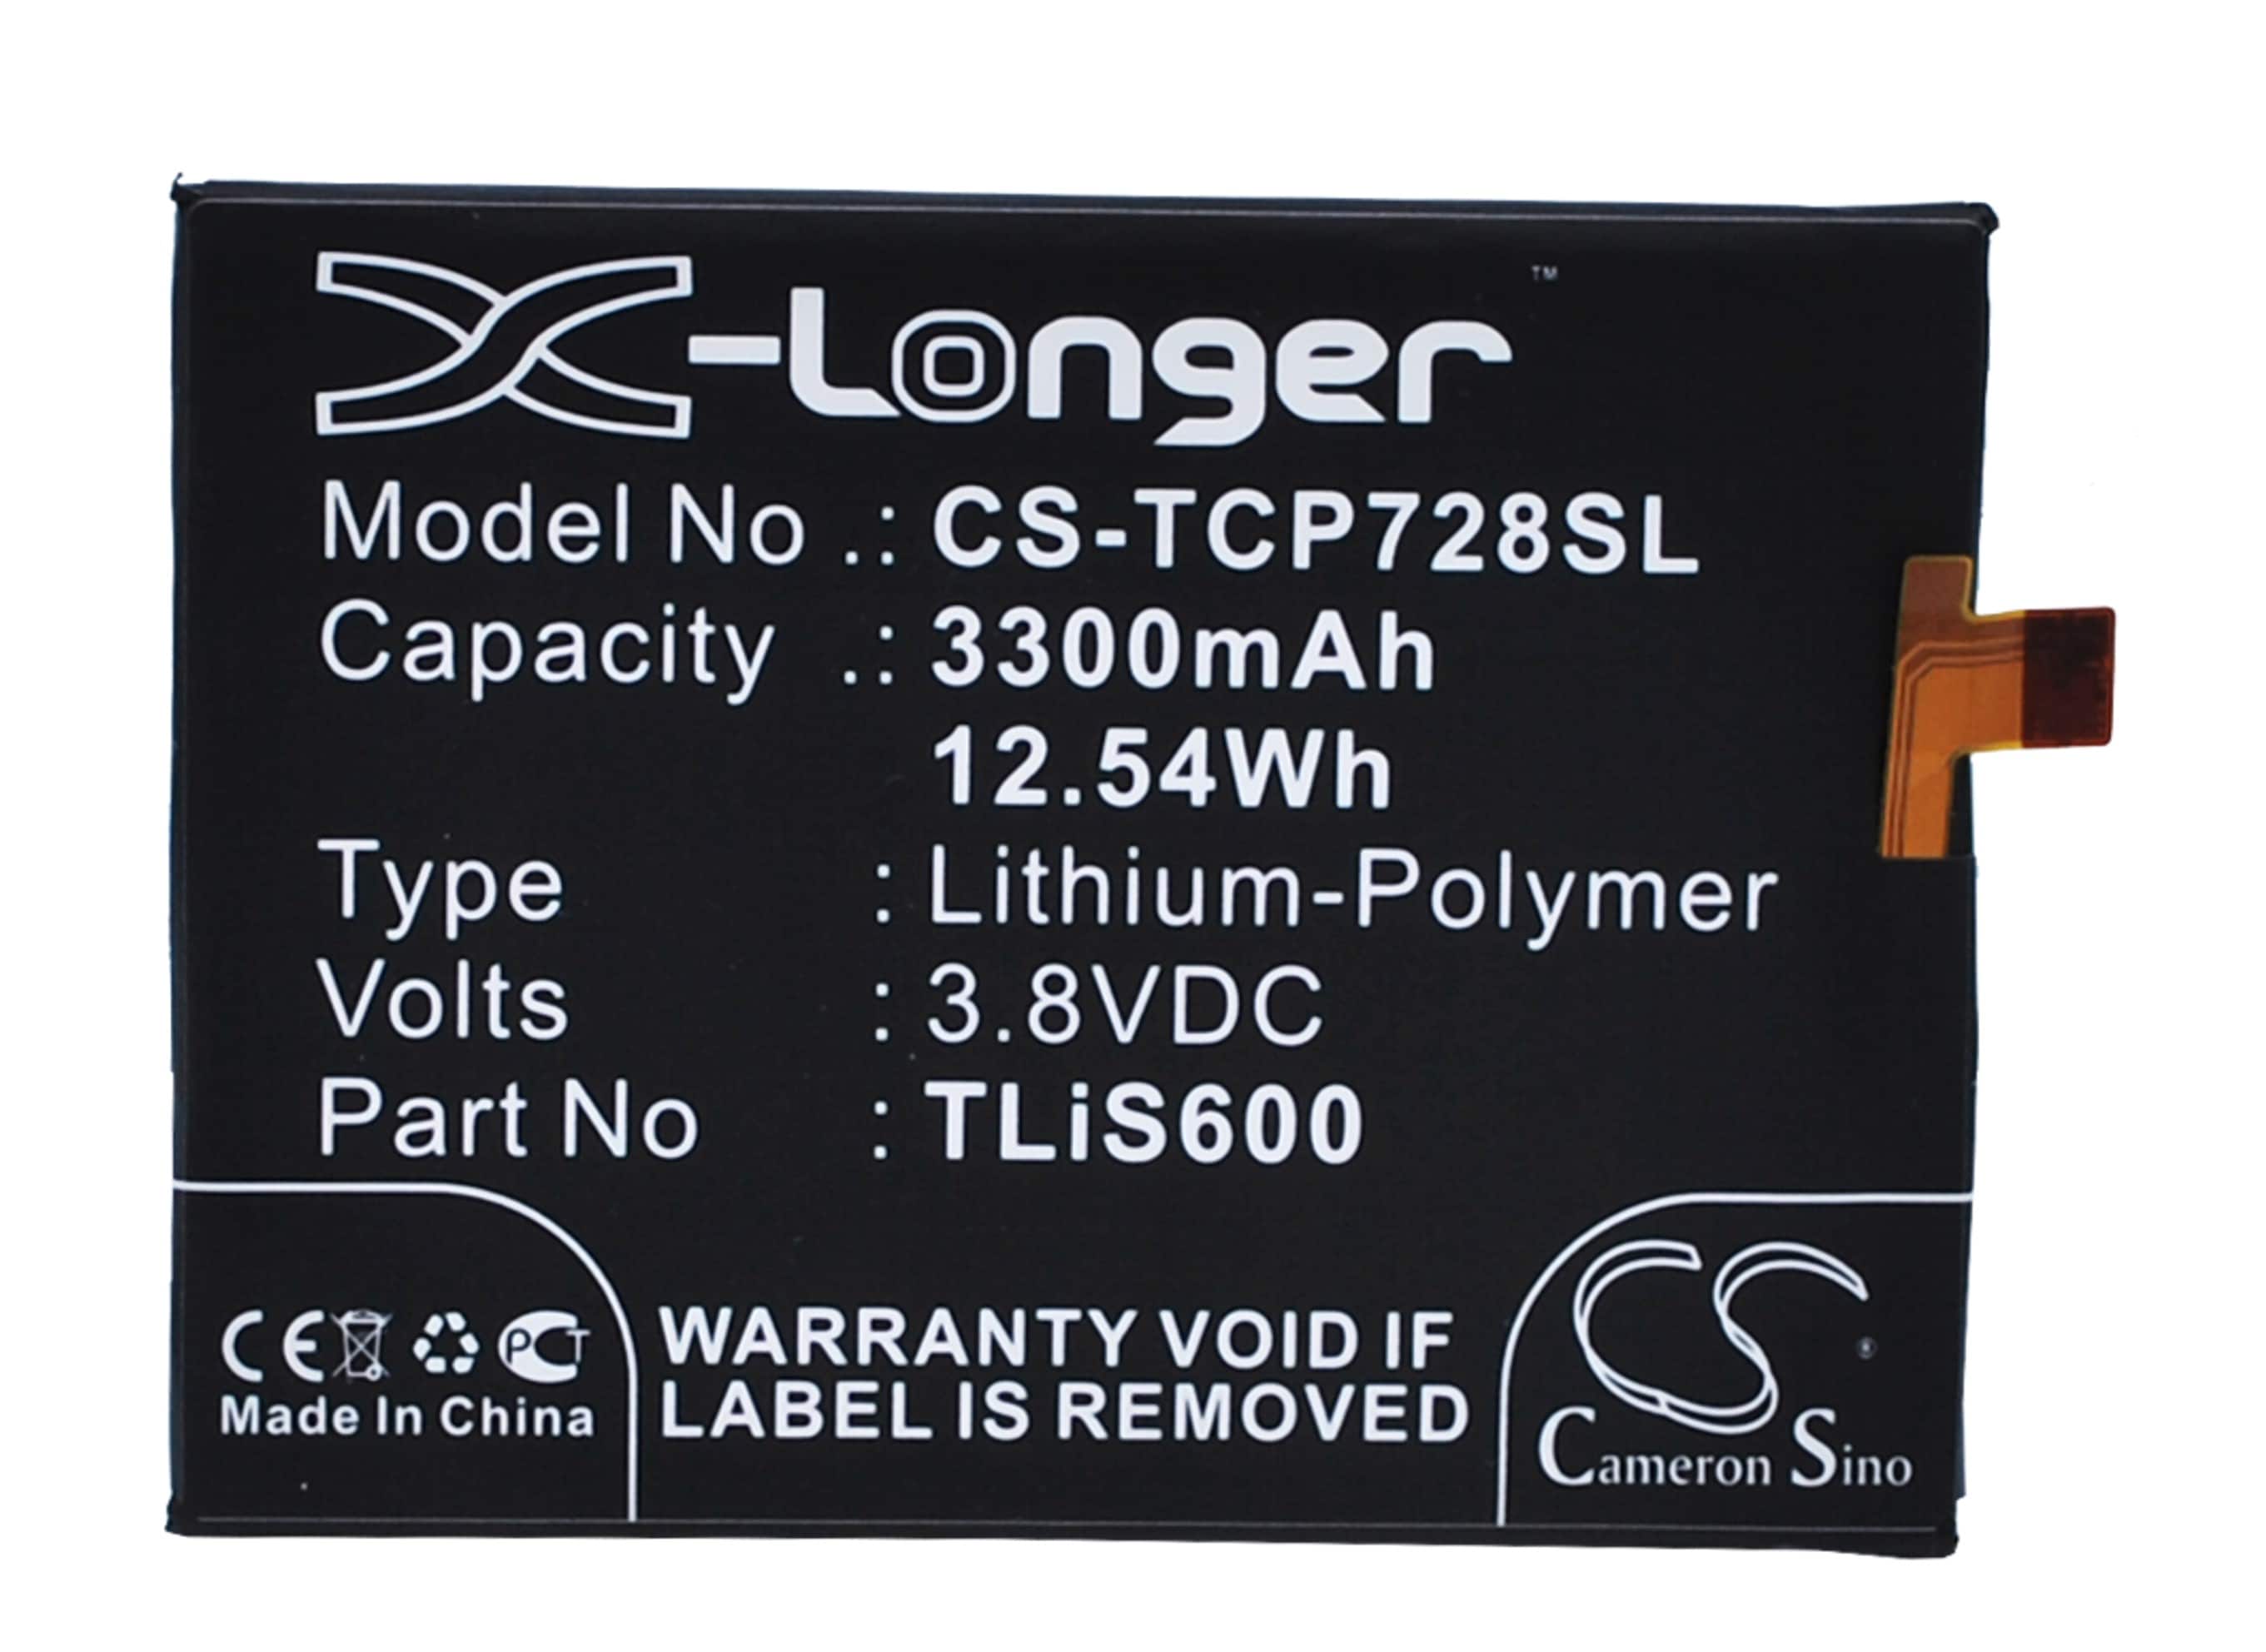 X-Longer™
Model No .: CS-TCP728SL
Capacity .: 3300mAh
12.54Wh
Type : Lithium-Polymer
Volts : 3.8VDC
Part No : TLiS600
CE PCT
Made In China
WARRANTY VOID IF
LABEL IS REMOVED
CS ®
Cameron Sino